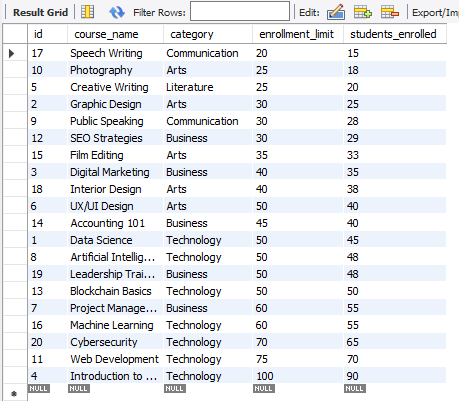 Result Grid Filter Rows: Edit: Export/Imp
id course_name category enrollment_limit students_enrolled
17 Speech Writing Communication 20 15
10 Photography Arts 25 18
5 Creative Writing Literature 25 20
2 Graphic Design Arts 30 25
9 Public Speaking Communication 30 28
12 SEO Strategies Business 30 29
15 Film Editing Arts 35 33
3 Digital Marketing Business 40 35
18 Interior Design Arts 40 38
6 UX/UI Design Arts 50 40
14 Accounting 101 Business 45 40
1 Data Science Technology 50 45
8 Artificial Intellig... Technology 50 48
19 Leadership Trai... Business 50 48
13 Blockchain Basics Technology 50 50
7 Project Manage... Business 60 55
16 Machine Learning Technology 60 55
20 Cybersecurity Technology 70 65
11 Web Development Technology 75 70
4 Introduction to ... Technology 100 90
NULL NULL NULL NULL NULL